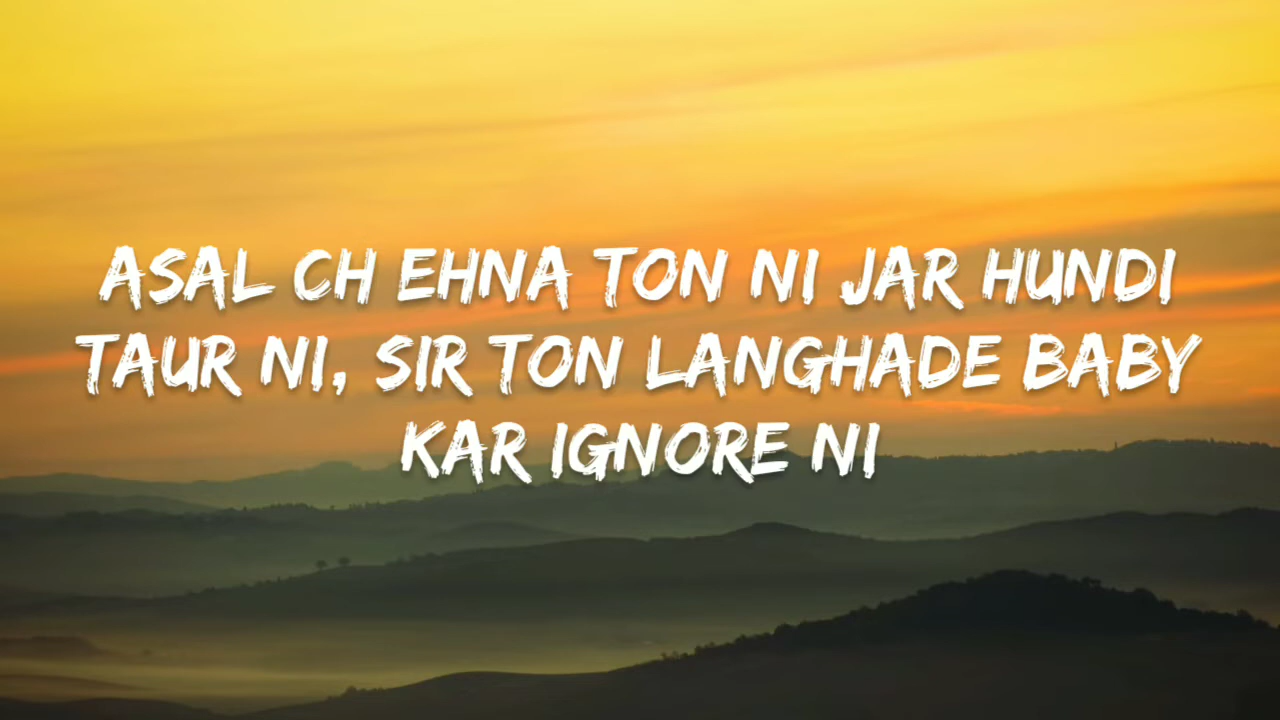 ASAL CH EHNA TON NI JAR HUNDI
TAUR NI, SIR TON LANGHADE BABY
KAR IGNORE NI